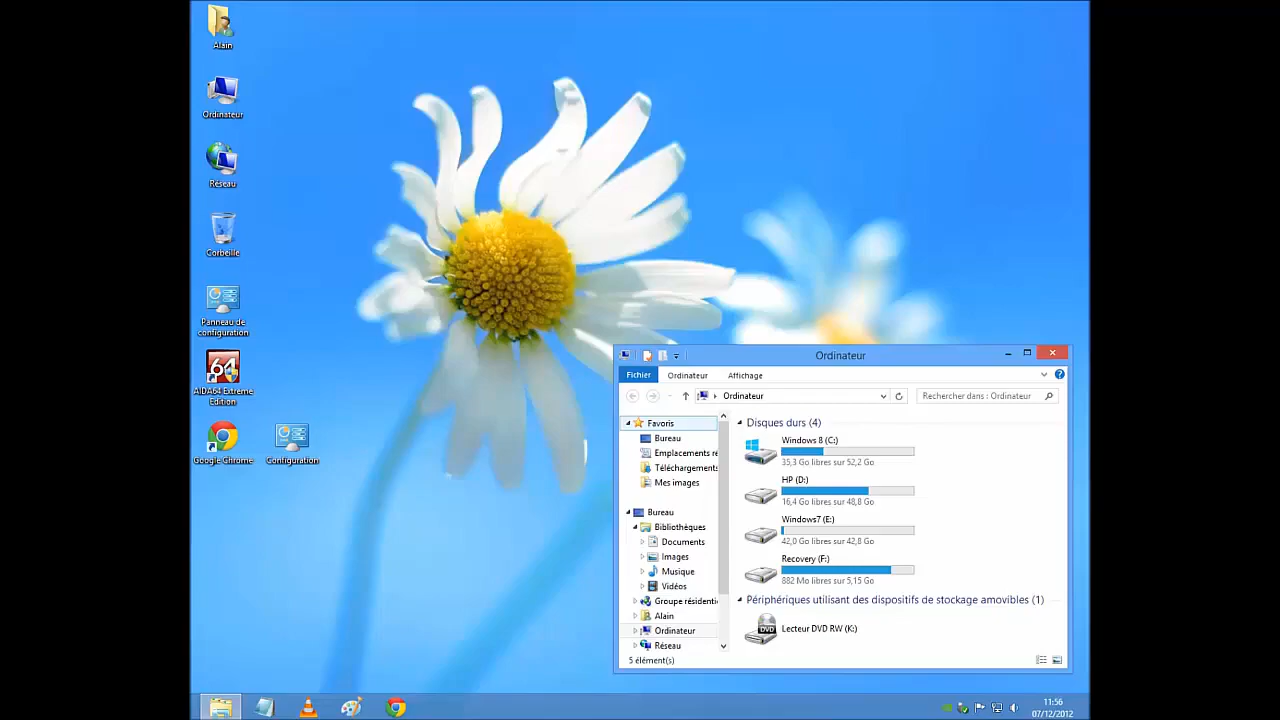 Alain
Ordinateur
Réseau
Corbeille
Panneau de
configuration
64
AIDA64 Extreme
Edition
Google Chrome
Configuration
Ordinateur
Fichier
Ordinateur
Affichage
Ordinateur
Rechercher dans : Ordinateur
Favoris
Bureau
Emplacements ré
Téléchargements
Mes images
Bureau
Bibliothèques
Documents
Images
Musique
Vidéos
Groupe résidenti
Alain
Ordinateur
Réseau
Disques durs (4)
Windows 8 (C:)
35,3 Go libres sur 52,2 Go
HP (D:)
16,4 Go libres sur 48,8 Go
Windows7 (E:)
42,0 Go libres sur 42,8 Go
Recovery (F:)
882 Mo libres sur 5,15 Go
Périphériques utilisant des dispositifs de stockage amovibles (1)
DVD
Lecteur DVD RW (K:)
5 élément(s)
11:56
07/12/2012